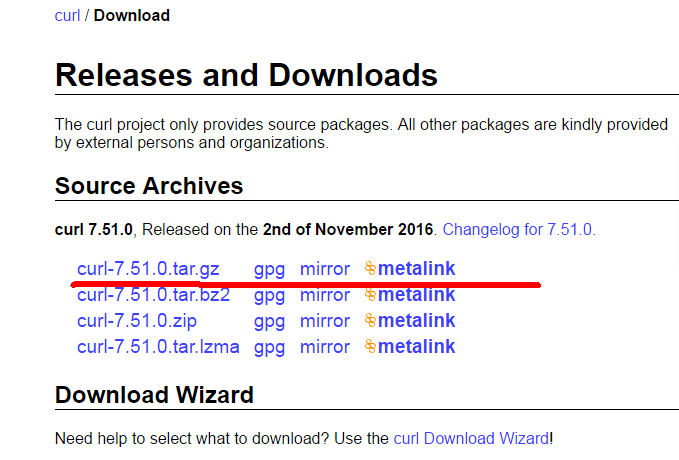 curl / Download
Releases and Downloads
The curl project only provides source packages. All other packages are kindly provided
by external persons and organizations.
Source Archives
curl 7.51.0, Released on the 2nd of November 2016. Changelog for 7.51.0.
curl-7.51.0.tar.gz gpg mirror metalink
curl-7.51.0.tar.bz2 gpg mirror metalink
curl-7.51.0.zip gpg mirror metalink
curl-7.51.0.tar.lzma gpg mirror metalink
Download Wizard
Need help to select what to download? Use the curl Download Wizard!